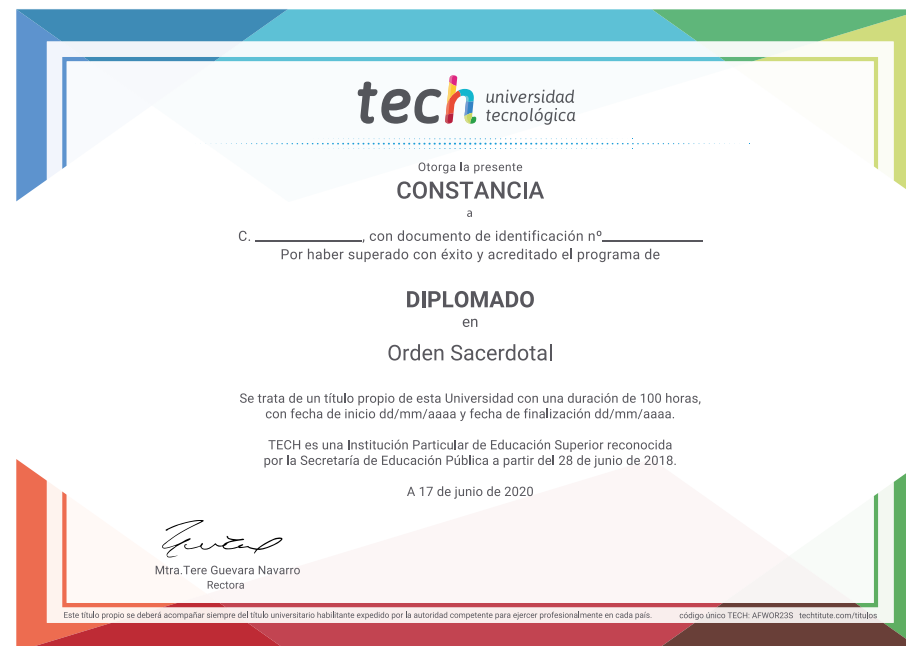 tech universidad
tecnológica
Otorga la presente
CONSTANCIA
a
C. ____________, con documento de identificación nº____________
Por haber superado con éxito y acreditado el programa de
DIPLOMADO
en
Orden Sacerdotal
Se trata de un título propio de esta Universidad con una duración de 100 horas,
con fecha de inicio dd/mm/aaaa y fecha de finalización dd/mm/aaaa.
TECH es una Institución Particular de Educación Superior reconocida
por la Secretaría de Educación Pública a partir del 28 de junio de 2018.
A 17 de junio de 2020
Mtra.Tere Guevara Navarro
Rectora
Este título propio se deberá acompañar siempre del título universitario habilitante expedido por la autoridad competente para ejercer profesionalmente en cada país. código único TECH: AFWOR23S techtitute.com/titulos